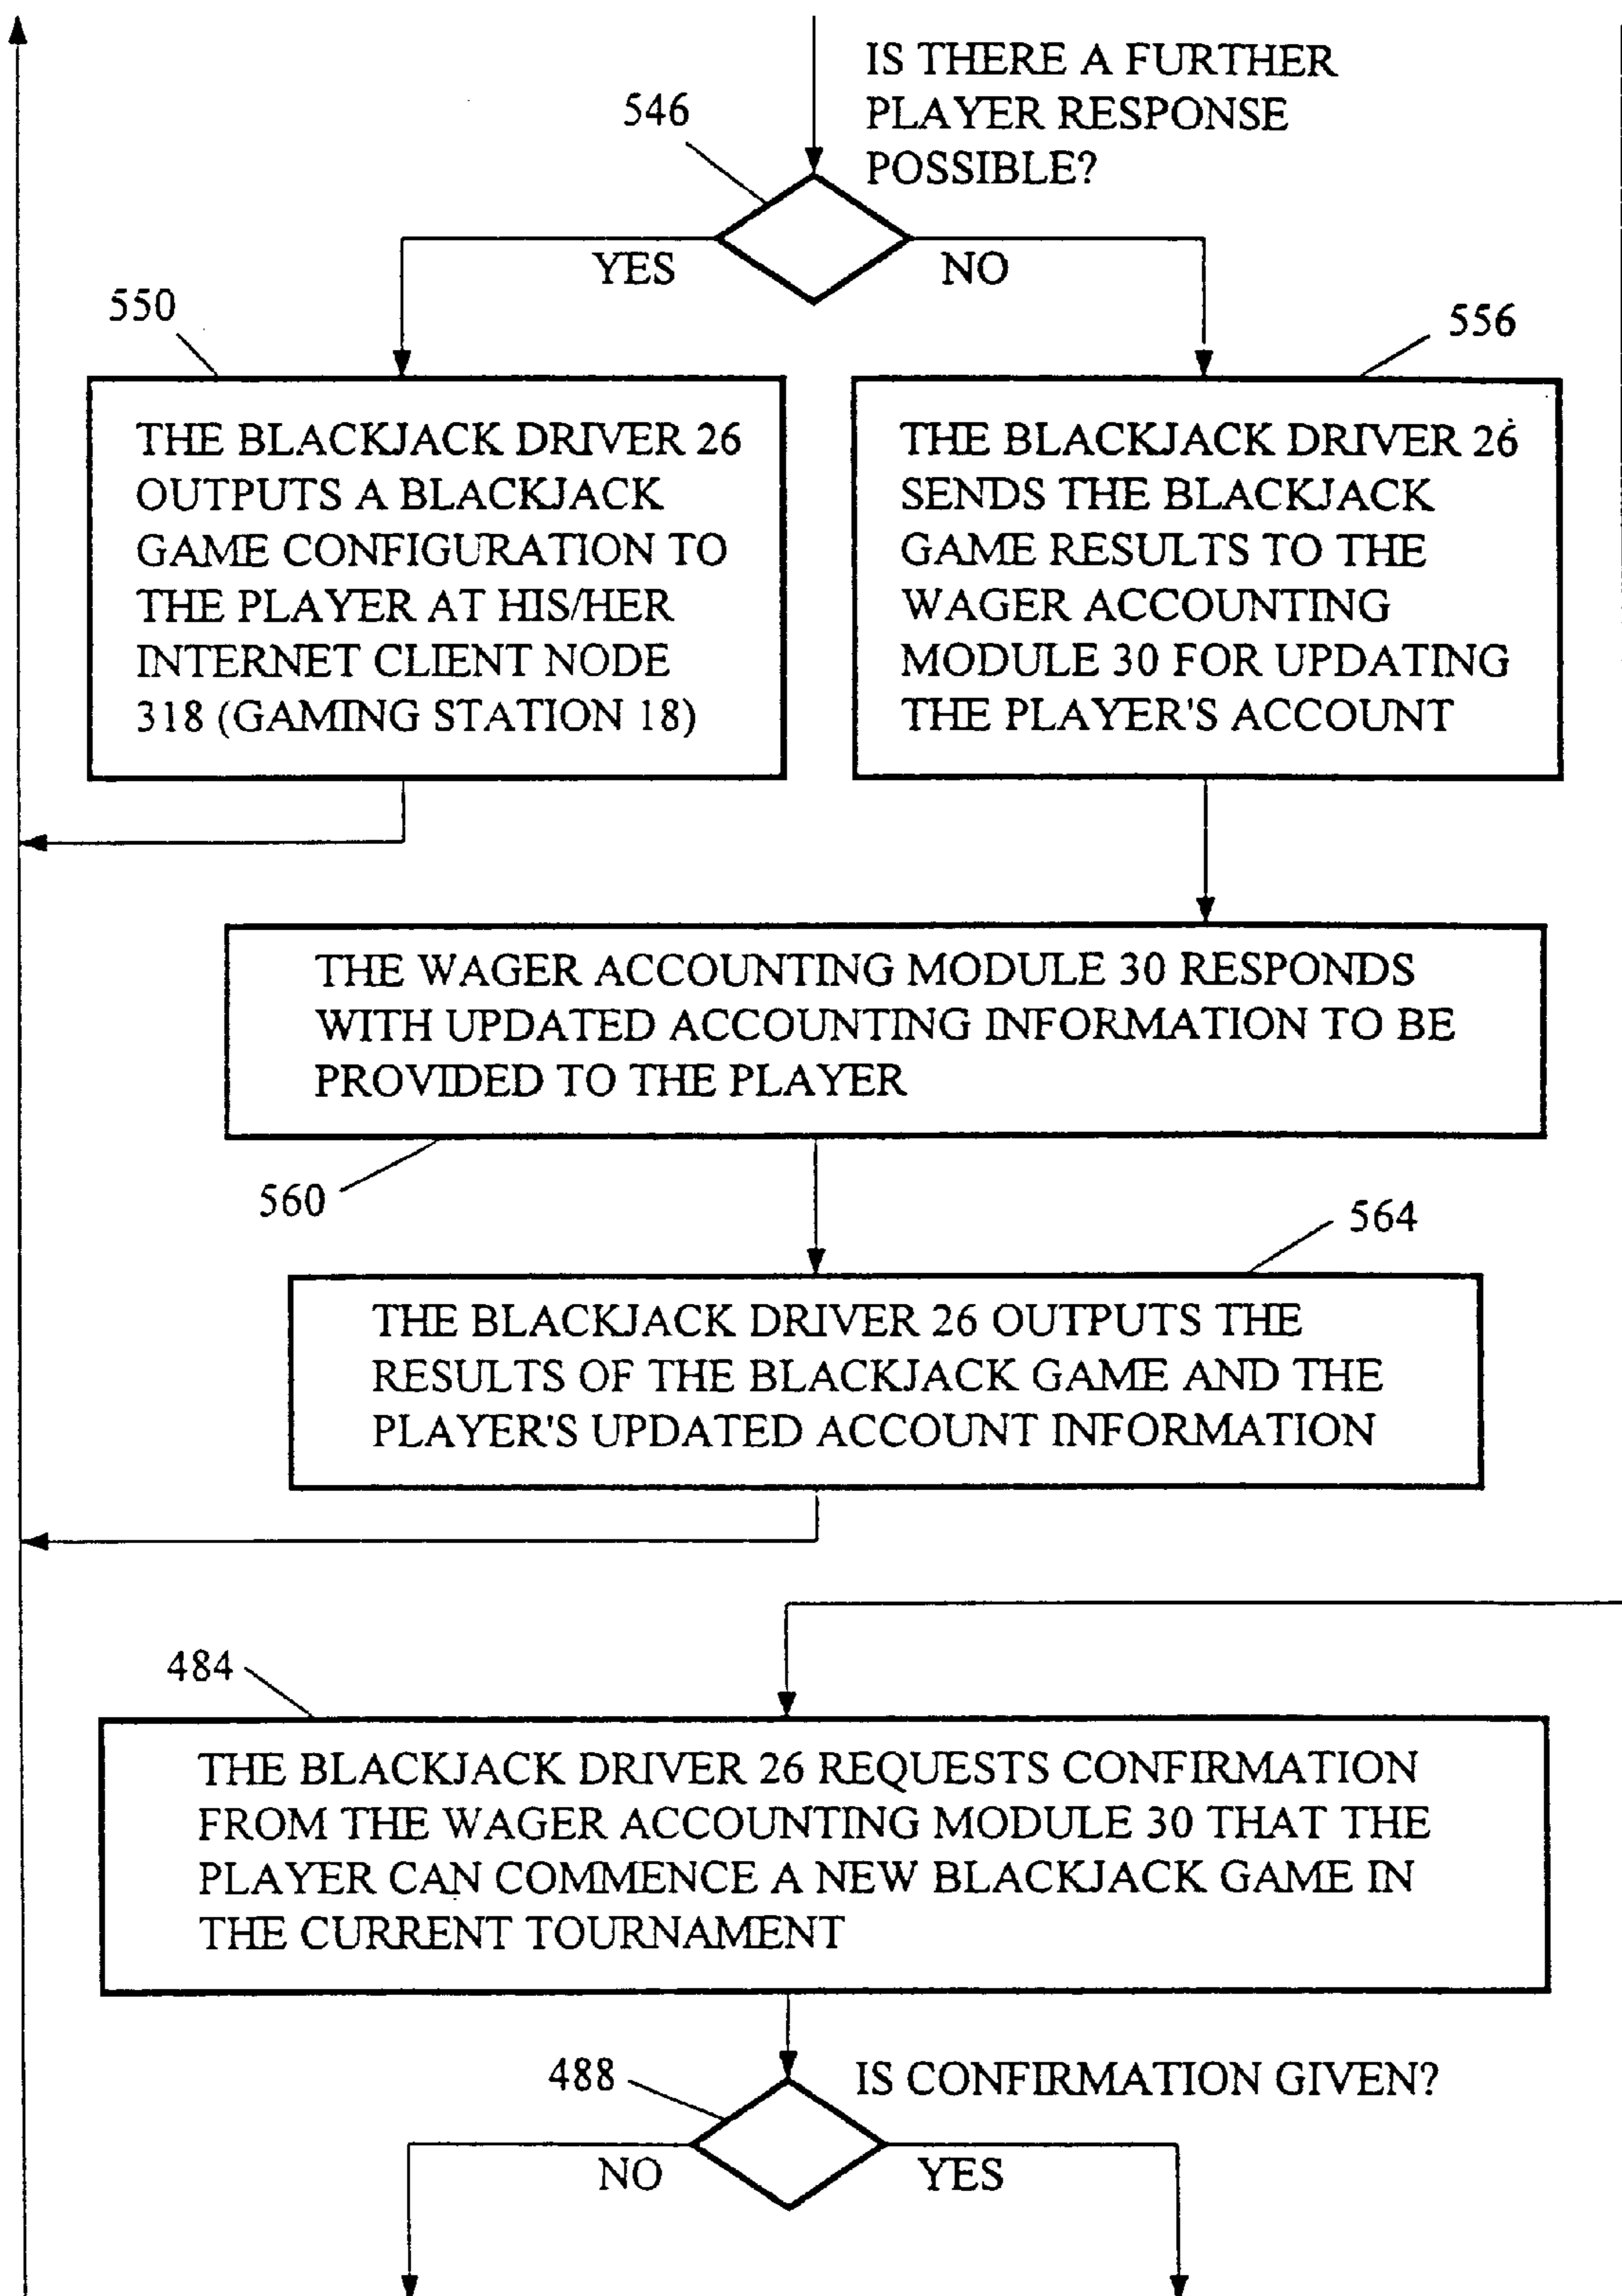 IS THERE A FURTHER
PLAYER RESPONSE
POSSIBLE?
546
YES
NO
550
556
THE BLACKJACK DRIVER 26
OUTPUTS A BLACKJACK
GAME CONFIGURATION TO
THE PLAYER AT HIS/HER
INTERNET CLIENT NODE
318 (GAMING STATION 18)
THE BLACKJACK DRIVER 26
SENDS THE BLACKJACK
GAME RESULTS TO THE
WAGER ACCOUNTING
MODULE 30 FOR UPDATING
THE PLAYER'S ACCOUNT
THE WAGER ACCOUNTING MODULE 30 RESPONDS
WITH UPDATED ACCOUNTING INFORMATION TO BE
PROVIDED TO THE PLAYER
560
564
THE BLACKJACK DRIVER 26 OUTPUTS THE
RESULTS OF THE BLACKJACK GAME AND THE
PLAYER'S UPDATED ACCOUNT INFORMATION
484
THE BLACKJACK DRIVER 26 REQUESTS CONFIRMATION
FROM THE WAGER ACCOUNTING MODULE 30 THAT THE
PLAYER CAN COMMENCE A NEW BLACKJACK GAME IN
THE CURRENT TOURNAMENT
488
IS CONFIRMATION GIVEN?
NO
YES